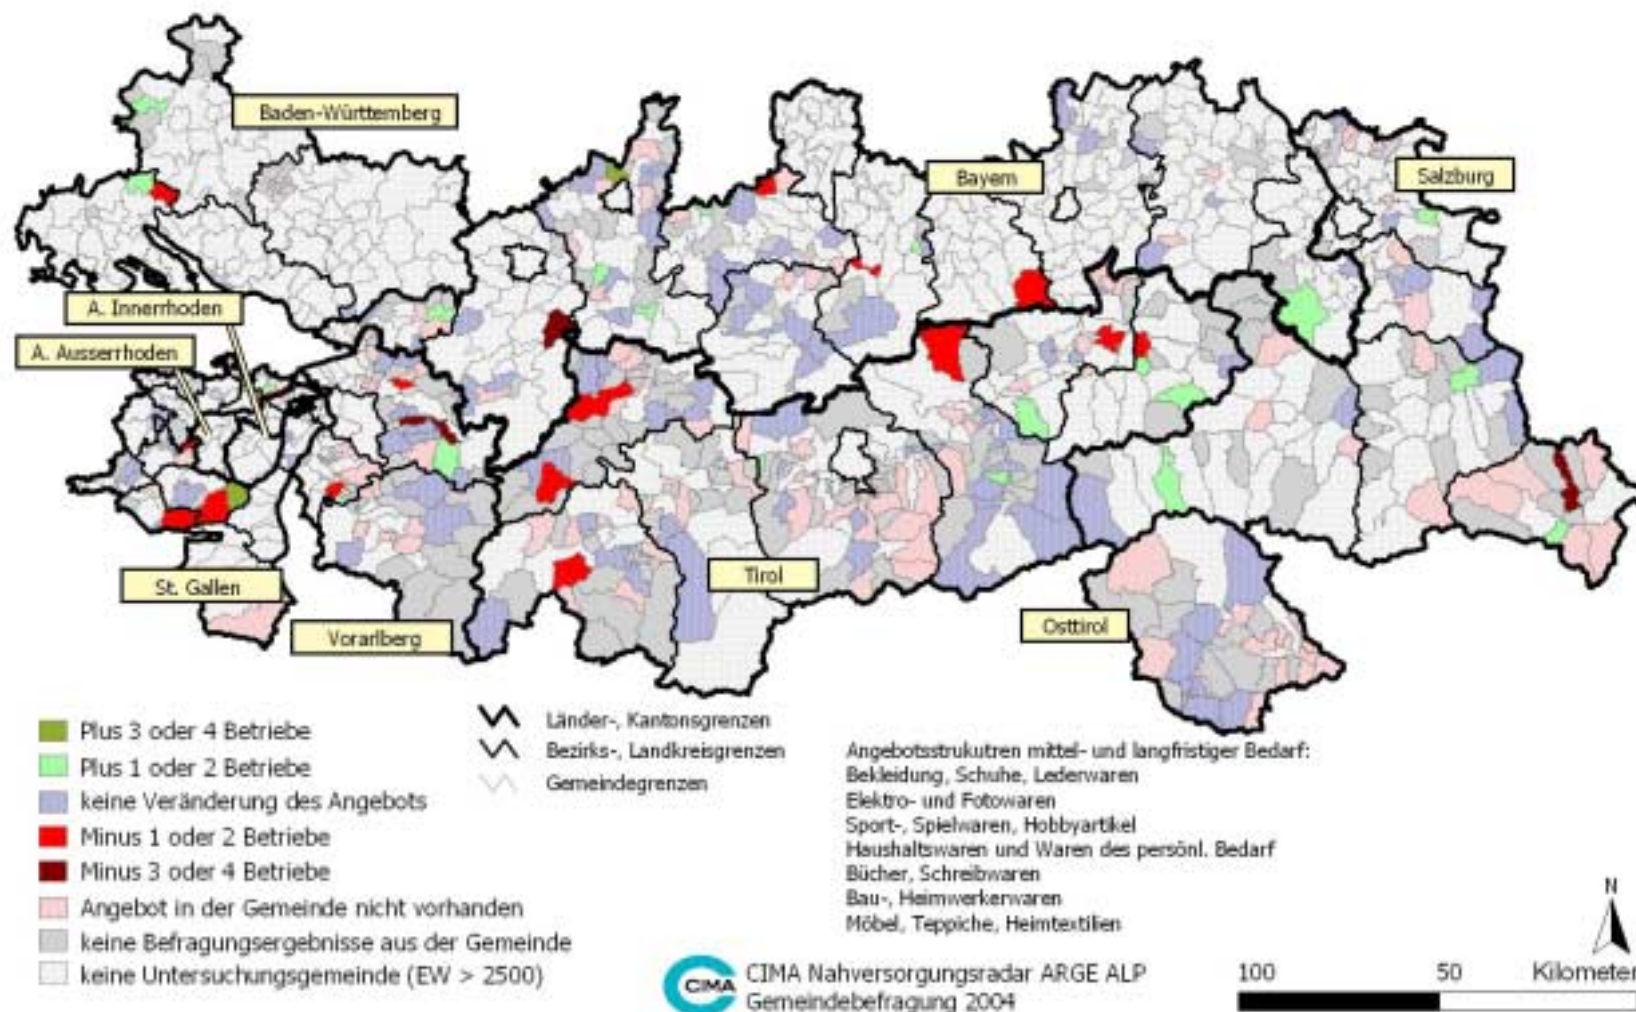 Baden-Württemberg
Bayern
Salzburg
A. Innerrhoden
A. Ausserrhoden
St. Gallen
Vorarlberg
Tirol
Osttirol
Plus 3 oder 4 Betriebe
Plus 1 oder 2 Betriebe
keine Veränderung des Angebots
Minus 1 oder 2 Betriebe
Minus 3 oder 4 Betriebe
Angebot in der Gemeinde nicht vorhanden
keine Befragungsergebnisse aus der Gemeinde
keine Untersuchungsgemeinde (EW > 2500)
Länder-, Kantonsgrenzen
Bezirks-, Landkreisgrenzen
Gemeindegrenzen
Angebotsstrukutren mittel- und langfristiger Bedarf:
Bekleidung, Schuhe, Lederwaren
Elektro- und Fotowaren
Sport-, Spielwaren, Hobbyartikel
Haushaltswaren und Waren des persönl. Bedarf
Bücher, Schreibwaren
Bau-, Heimwerkerwaren
Möbel, Teppiche, Heimtextilien
CIMA
CIMA Nahversorgungsradar ARGE ALP
Gemeindebefragung 2004
N
100 50 Kilometer